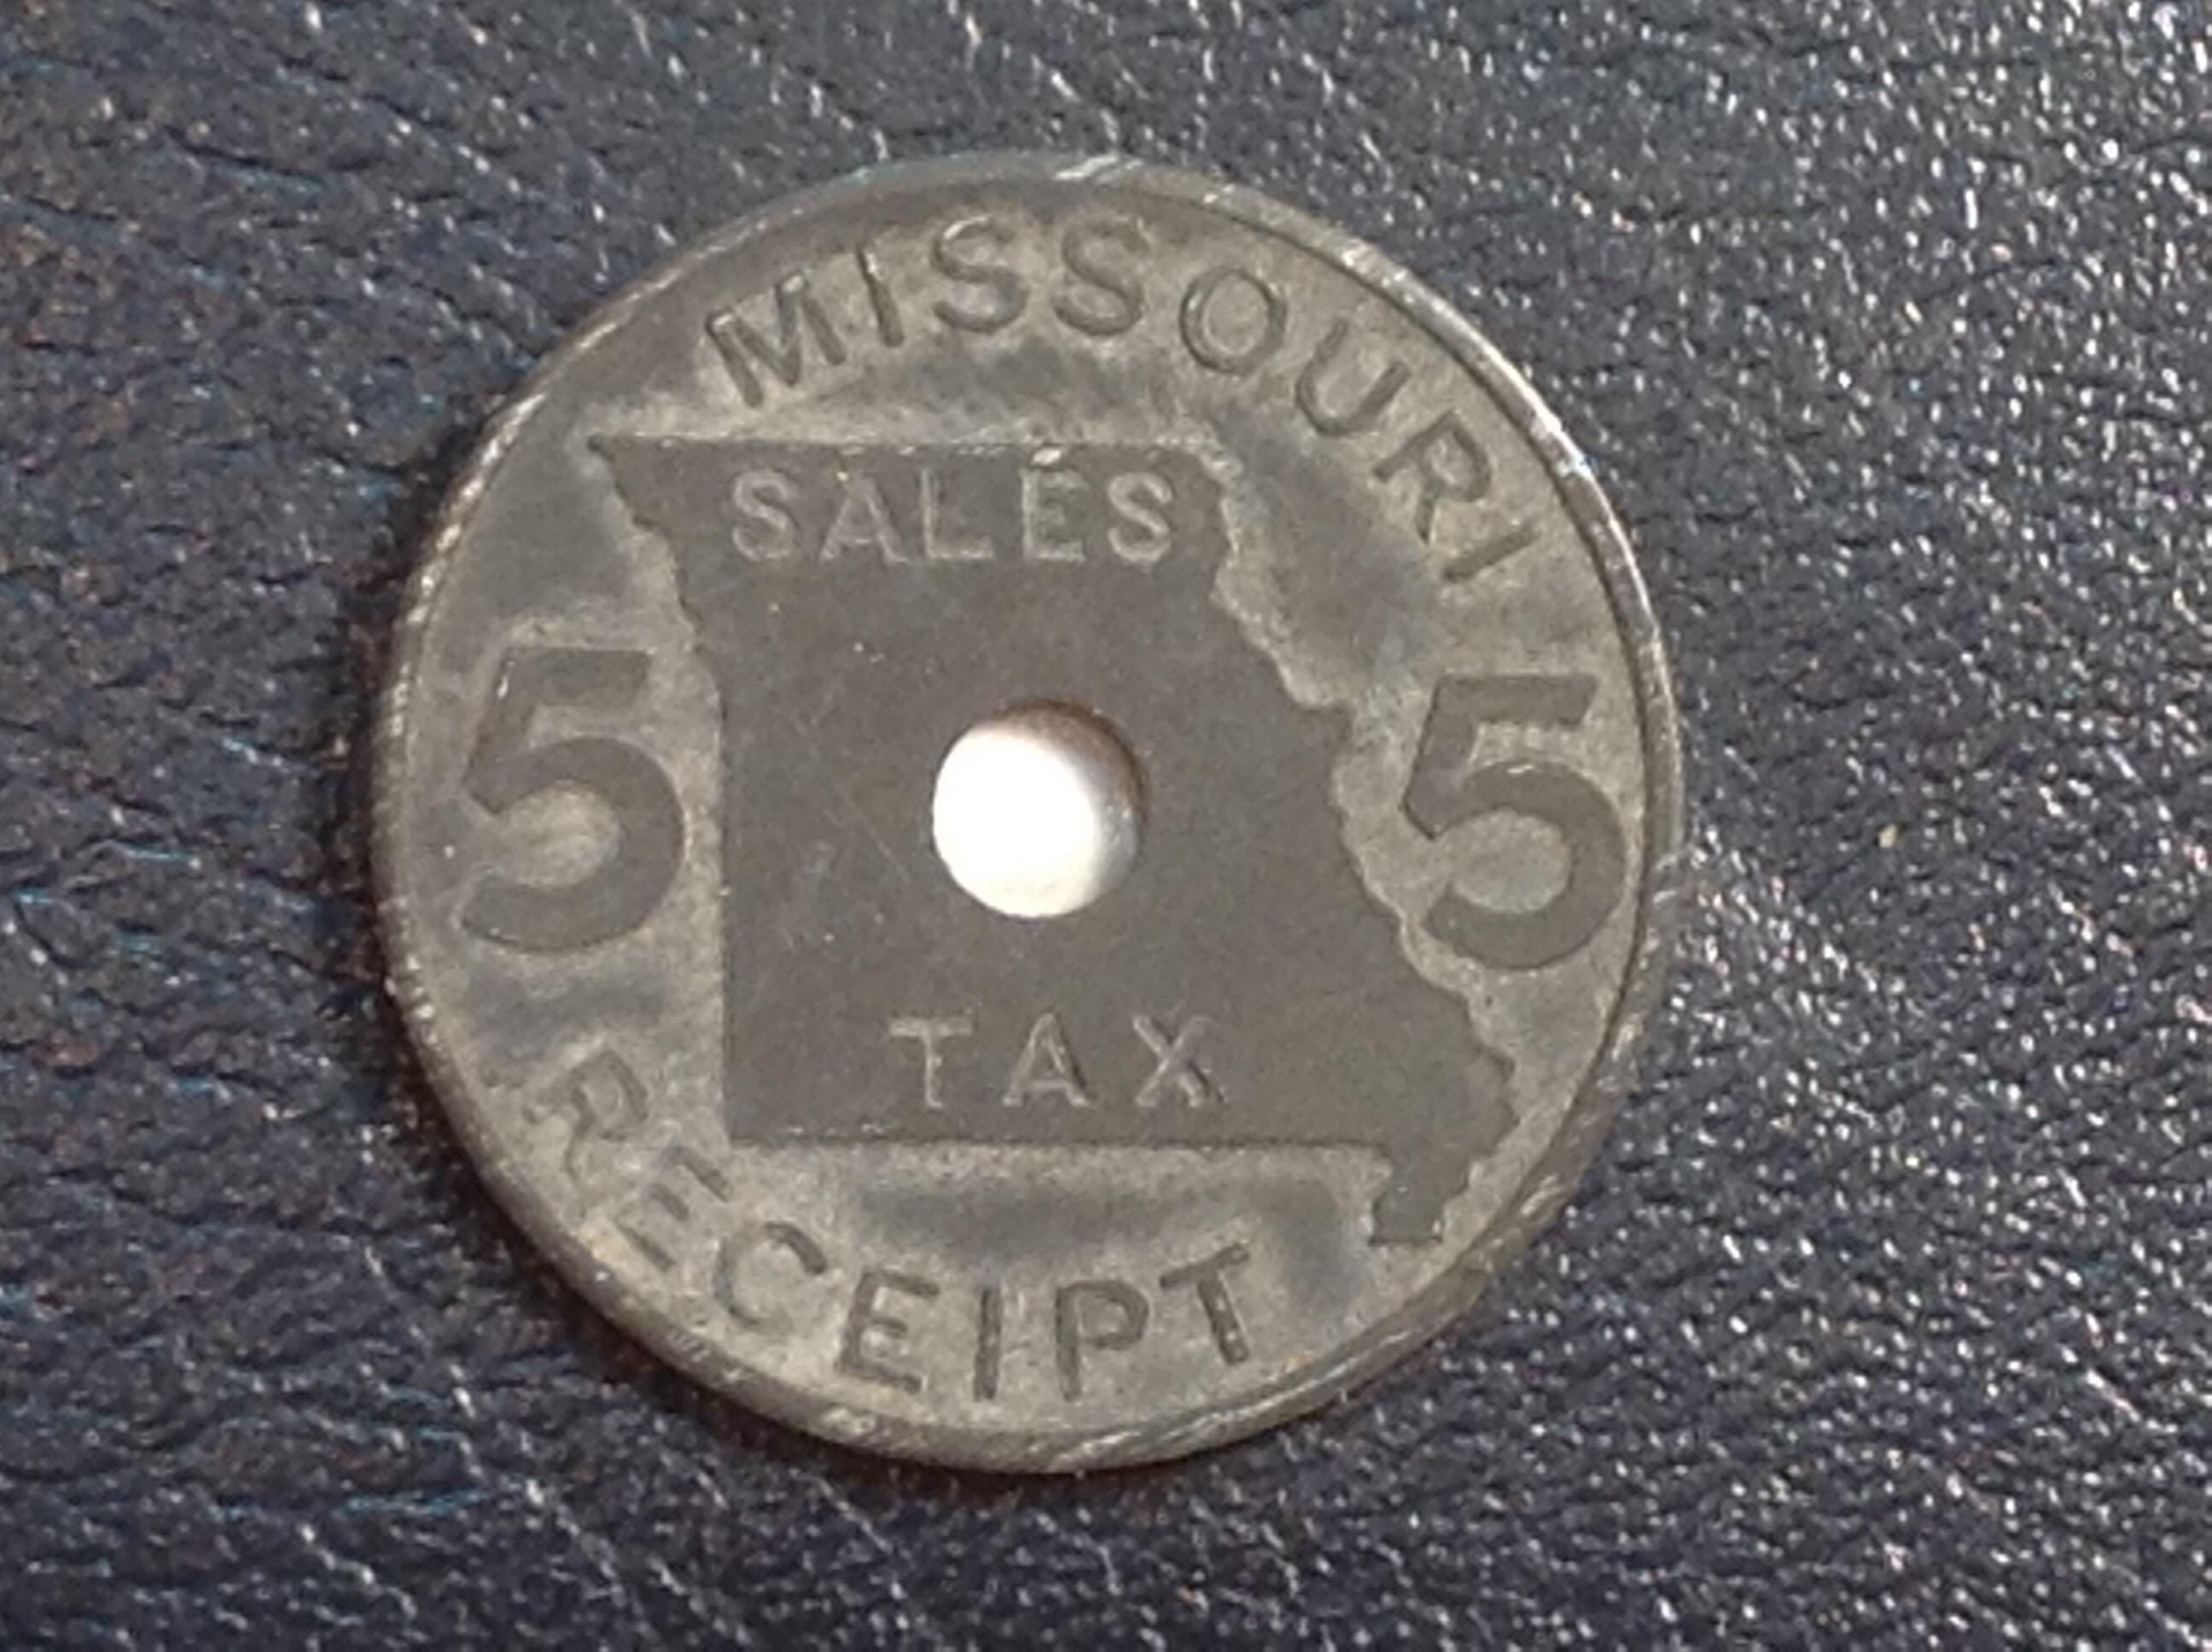 MISSOURI
SALES
5 5
TAX
RECEIPT